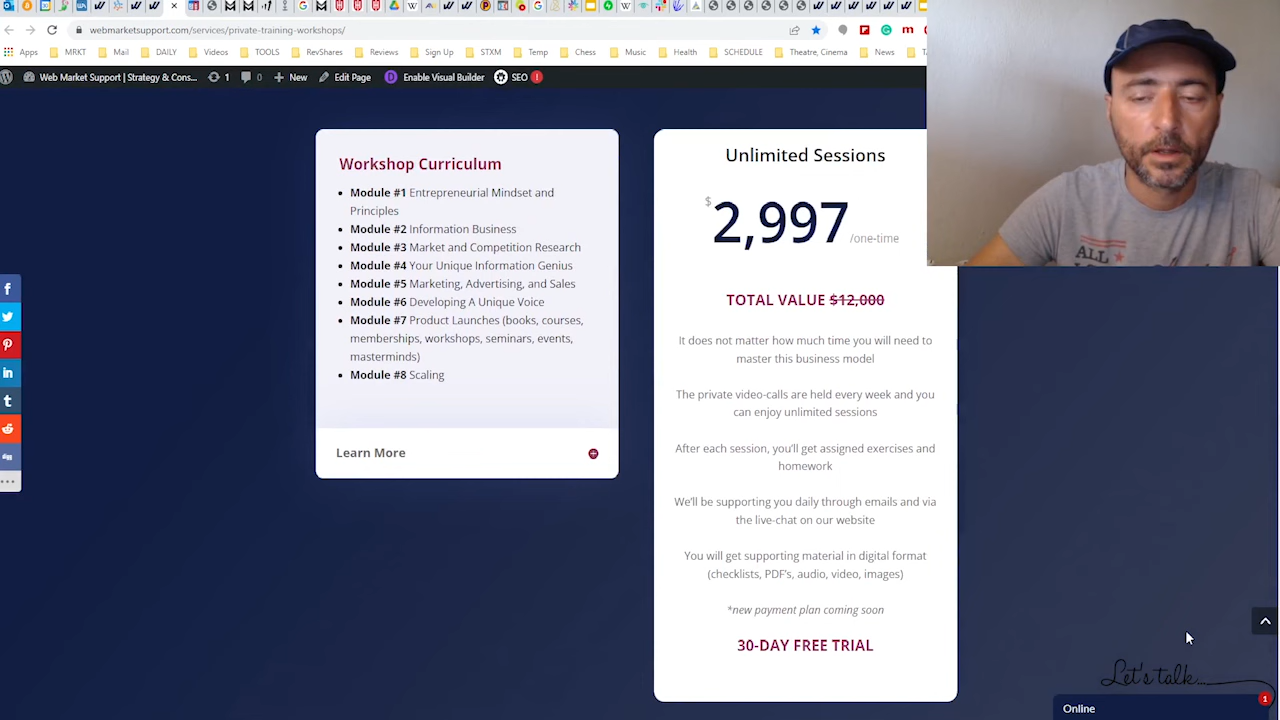 webmarketsupport.com/services/private-training-workshops/
Apps MRKT Mail DAILY Videos TOOLS RevShares Reviews Sign Up STXM Temp Chess Music Health SCHEDULE Theatre, Cinema News
Web Market Support | Strategy & Cons... 1 0 New Edit Page Enable Visual Builder SEO
Workshop Curriculum
Module #1 Entrepreneurial Mindset and
Principles
Module #2 Information Business
Module #3 Market and Competition Research
Module #4 Your Unique Information Genius
Module #5 Marketing, Advertising, and Sales
Module #6 Developing A Unique Voice
Module #7 Product Launches (books, courses,
memberships, workshops, seminars, events,
masterminds)
Module #8 Scaling
Learn More
Unlimited Sessions
$2,997/one-time
TOTAL VALUE $12,000
It does not matter how much time you will need to
master this business model
The private video-calls are held every week and you
can enjoy unlimited sessions
After each session, you'll get assigned exercises and
homework
We'll be supporting you daily through emails and via
the live-chat on our website
You will get supporting material in digital format
(checklists, PDF's, audio, video, images)
*new payment plan coming soon
30-DAY FREE TRIAL
ALL
Let's talk...
Online 1